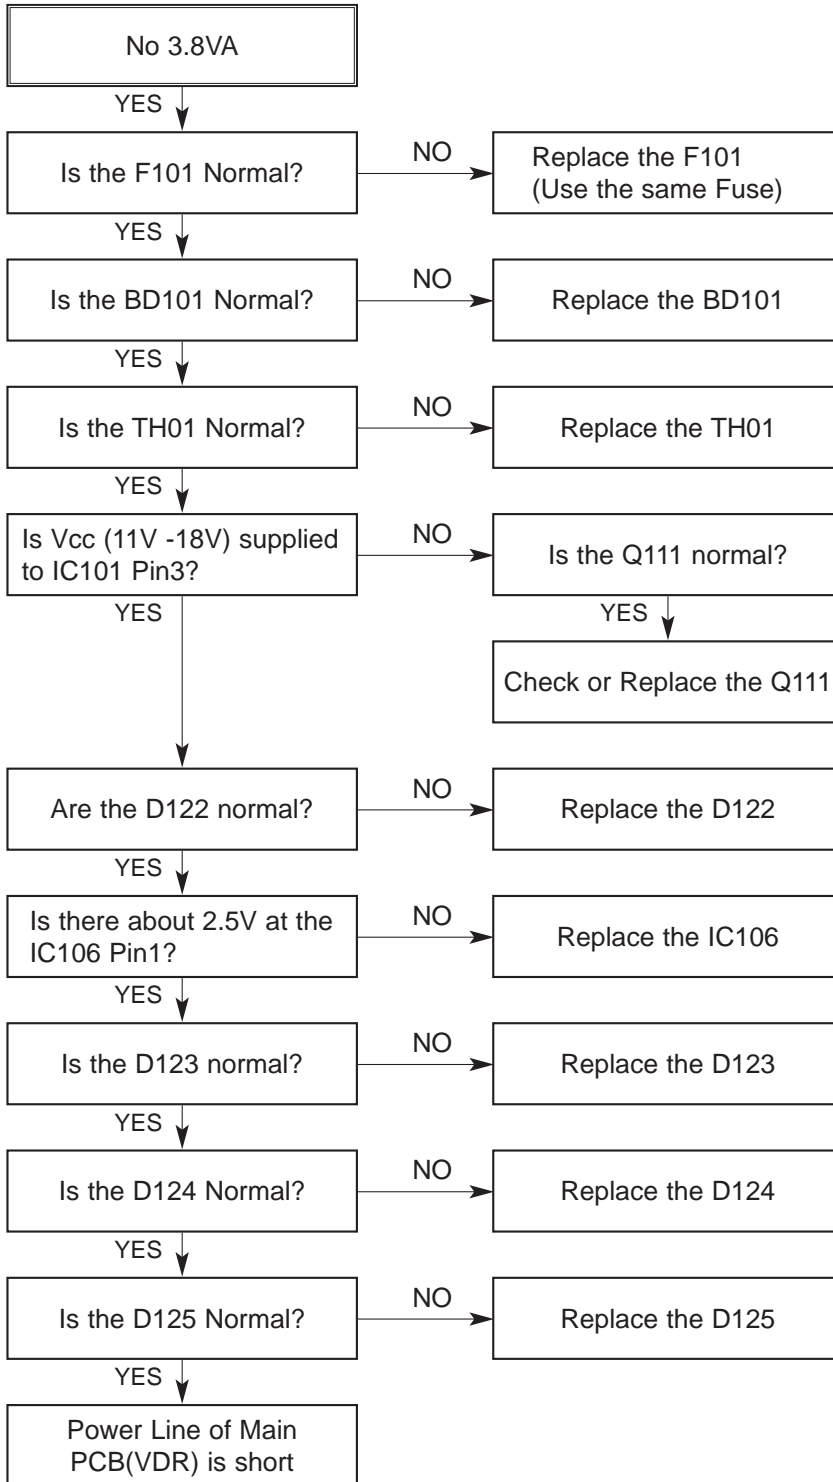 No 3.8VA
YES
Is the F101 Normal?
NO
Replace the F101
(Use the same Fuse)
YES
Is the BD101 Normal?
NO
Replace the BD101
YES
Is the TH01 Normal?
NO
Replace the TH01
YES
Is Vcc (11V -18V) supplied
to IC101 Pin3?
NO
Is the Q111 normal?
YES
YES
Check or Replace the Q111
Are the D122 normal?
NO
Replace the D122
YES
Is there about 2.5V at the
IC106 Pin1?
NO
Replace the IC106
YES
Is the D123 normal?
NO
Replace the D123
YES
Is the D124 Normal?
NO
Replace the D124
YES
Is the D125 Normal?
NO
Replace the D125
YES
Power Line of Main
PCB(VDR) is short